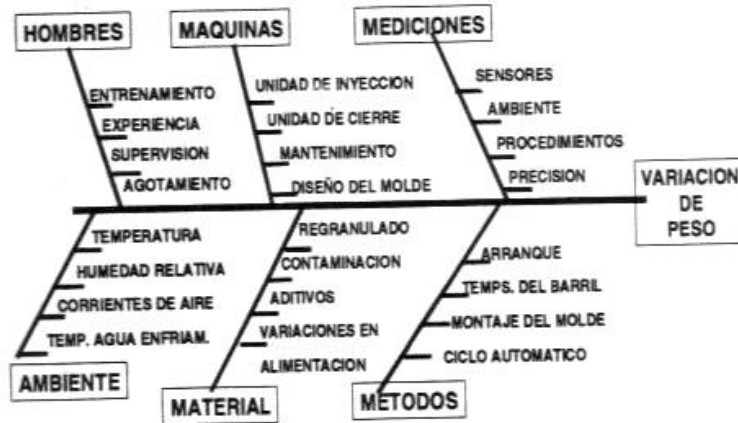 HOMBRES
ENTRENAMIENTO
EXPERIENCIA
SUPERVISION
AGOTAMIENTO
MAQUINAS
UNIDAD DE INYECCION
UNIDAD DE CIERRE
MANTENIMIENTO
DISEÑO DEL MOLDE
MEDICIONES
SENSORES
AMBIENTE
PROCEDIMIENTOS
PRECISION
VARIACION
DE
PESO
TEMPERATURA
HUMEDAD RELATIVA
CORRIENTES DE AIRE
TEMP. AGUA ENFRIAM.
AMBIENTE
REGRANULADO
CONTAMINACION
ADITIVOS
VARIACIONES EN
ALIMENTACION
MATERIAL
ARRANQUE
TEMPS. DEL BARRIL
MONTAJE DEL MOLDE
CICLO AUTOMATICO
METODOS